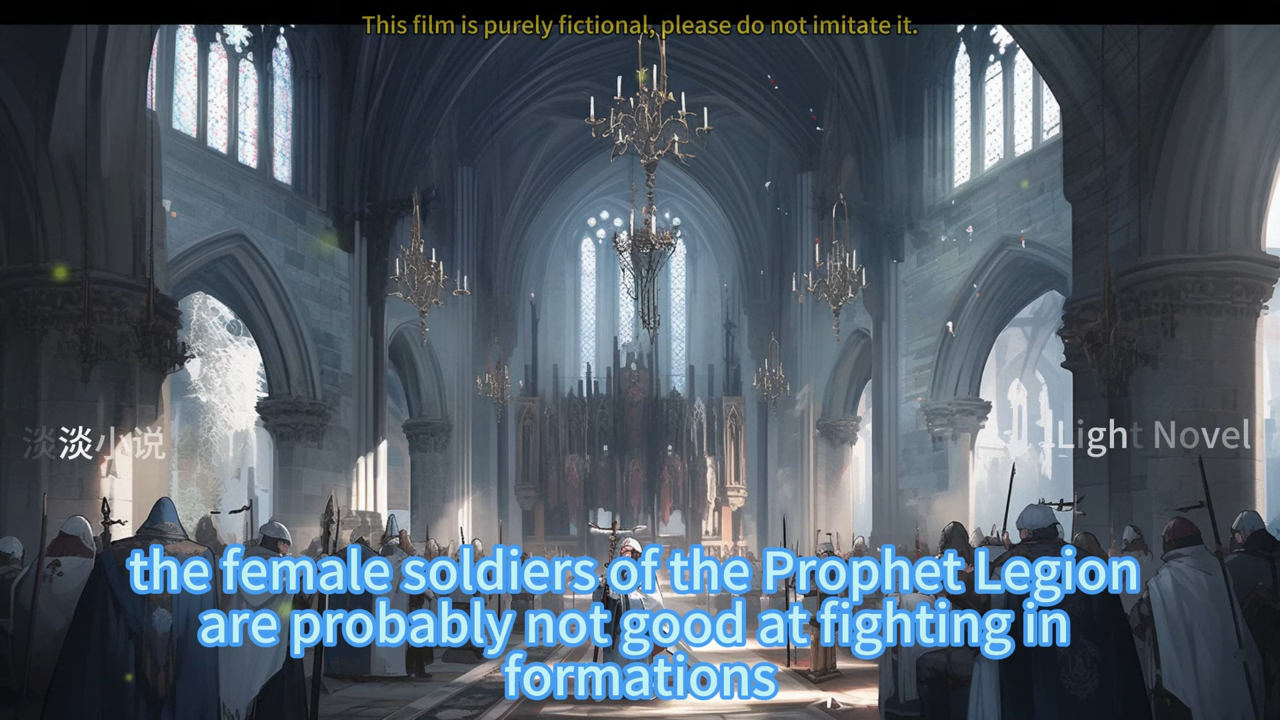 This film is purely fictional, please do not imitate it.
淡淡小说
Light Novel
the female soldiers of the Prophet Legion
are probably not good at fighting in
formations